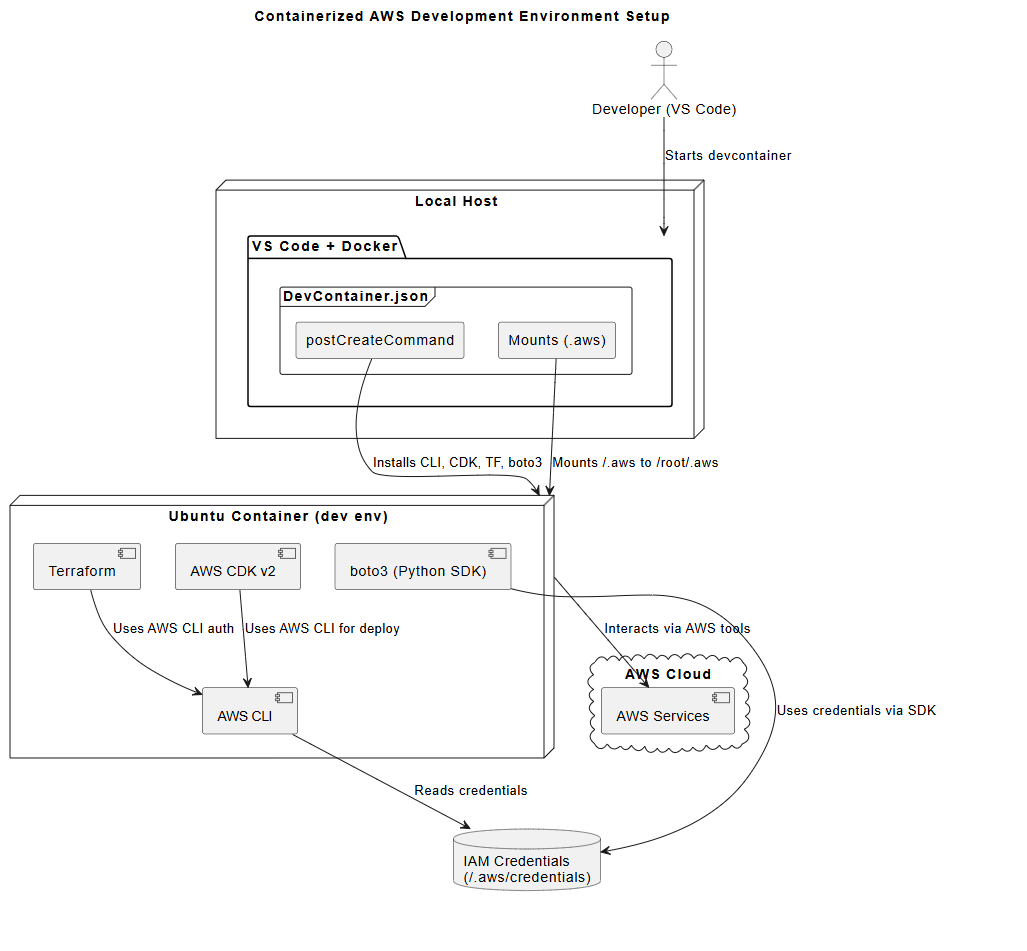 Containerized AWS Development Environment Setup
Developer (VS Code)
Starts devcontainer
Local Host
VS Code + Docker
DevContainer.json
postCreateCommand
Mounts (.aws)
Installs CLI, CDK, TF, boto3
Mounts /.aws to /root/.aws
Ubuntu Container (dev env)
Terraform
AWS CDK v2
boto3 (Python SDK)
Uses AWS CLI auth
Uses AWS CLI for deploy
Interacts via AWS tools
AWS Cloud
AWS Services
AWS CLI
Uses credentials via SDK
Reads credentials
IAM Credentials
(/.aws/credentials)